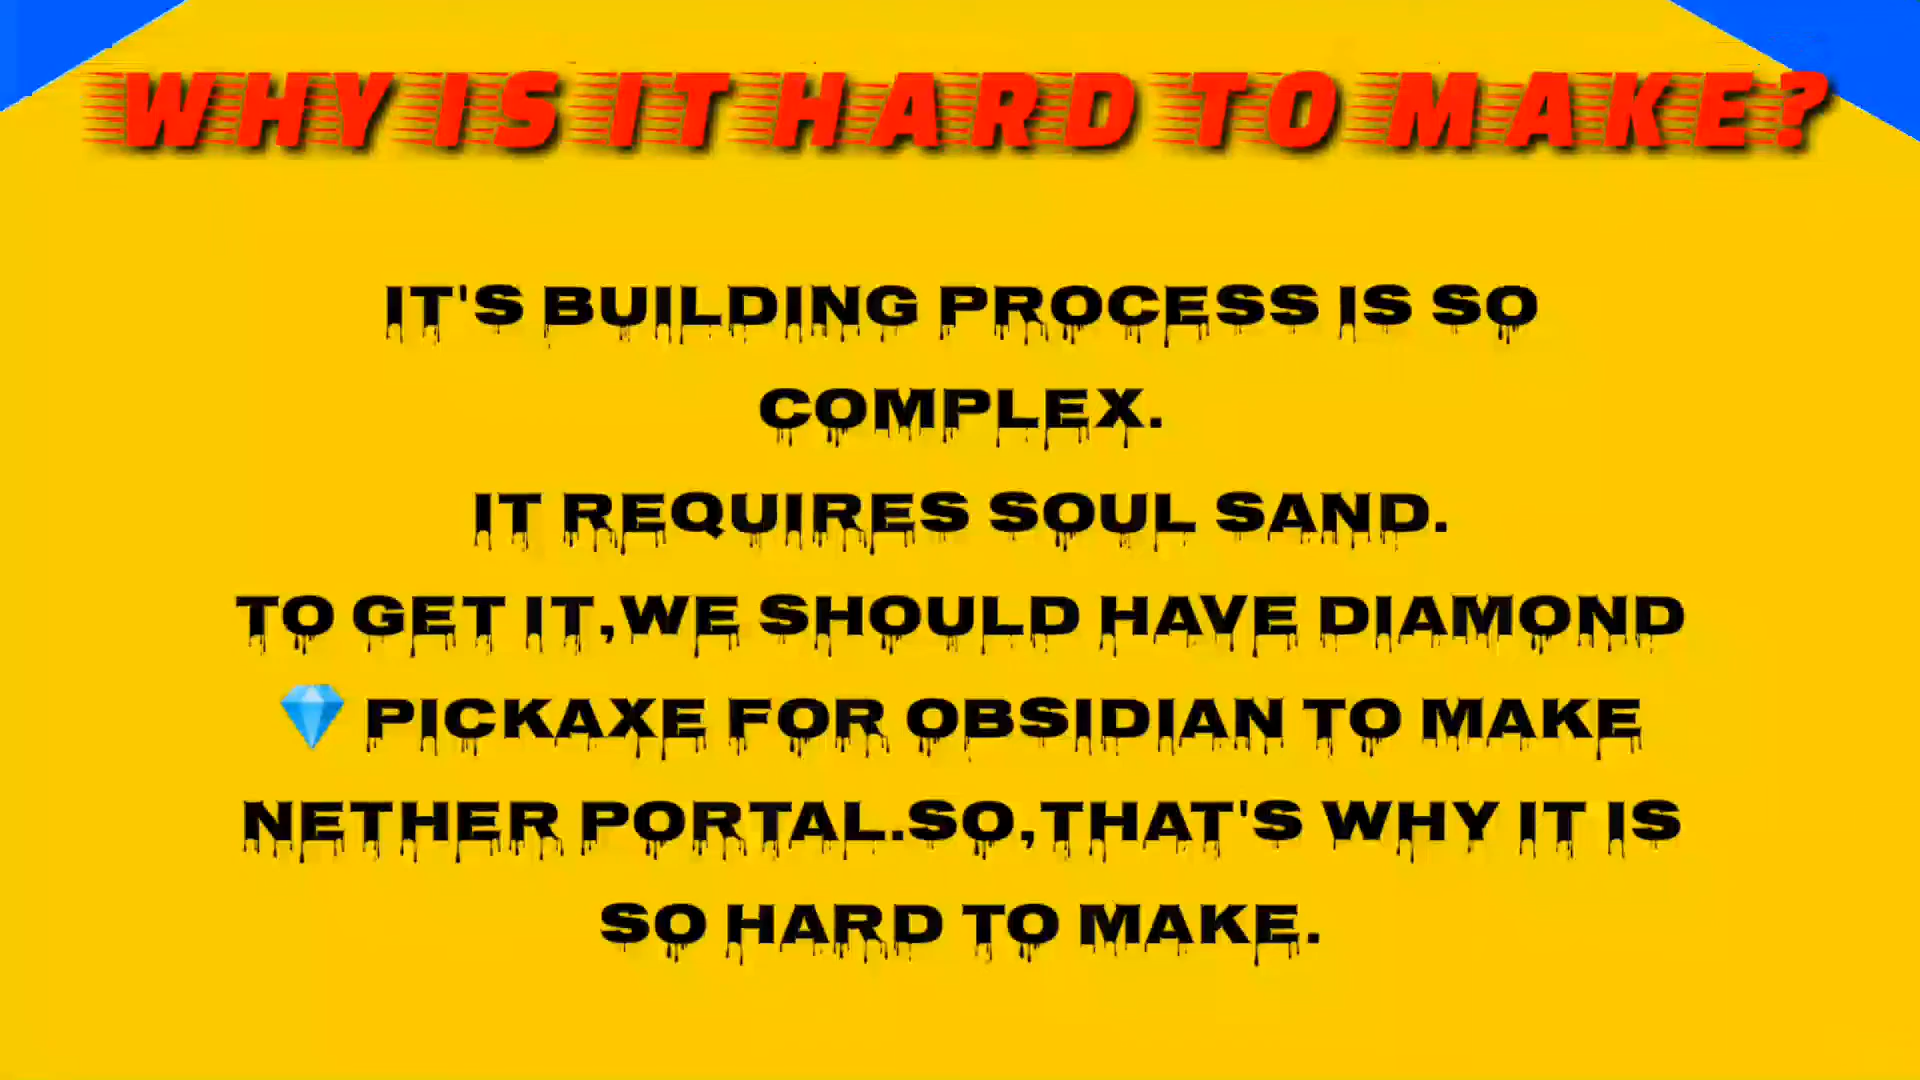 WHY IS IT HARD TO MAKE?
IT'S BUILDING PROCESS IS SO
COMPLEX.
IT REQUIRES SOUL SAND.
TO GET IT,WE SHOULD HAVE DIAMOND
💎 PICKAXE FOR OBSIDIAN TO MAKE
NETHER PORTAL.SO,THAT'S WHY IT IS
SO HARD TO MAKE.